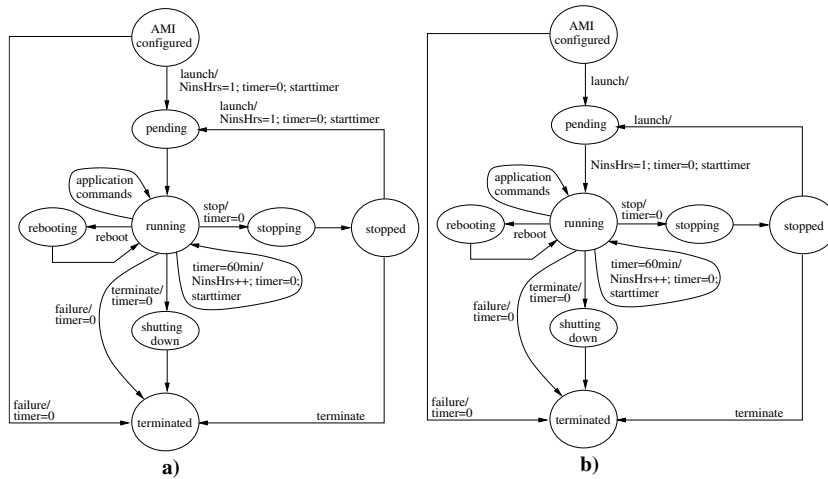 AMI
configured
launch/
NinsHrs=1; timer=0; starttimer
launch/
NinsHrs=1; timer=0; starttimer
pending
application
commands
stop/
timer=0
rebooting
running
stopping
stopped
reboot
timer=60min/
NinsHrs++; timer=0;
starttimer
terminate/
timer=0
failure/
timer=0
shutting
down
failure/
timer=0
terminated
terminate
a)
AMI
configured
launch/
pending
launch/
NinsHrs=1; timer=0; starttimer
application
commands
stop/
timer=0
rebooting
running
stopping
stopped
reboot
timer=60min/
NinsHrs++; timer=0;
starttimer
terminate/
timer=0
failure/
timer=0
shutting
down
failure/
timer=0
terminated
terminate
b)